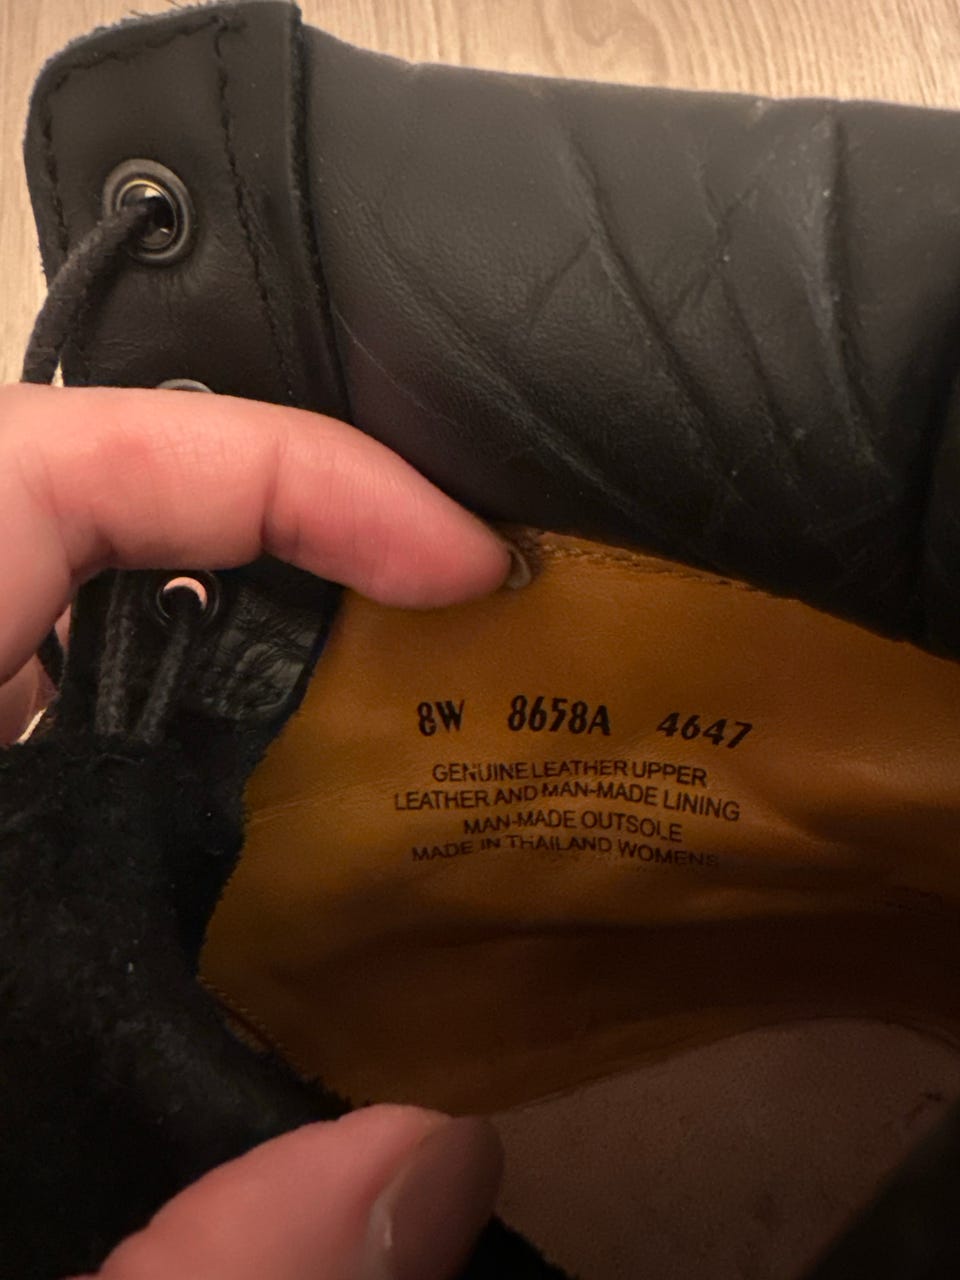 8W 8658A 4647
GENUINE LEATHER UPPER
LEATHER AND MAN-MADE LINING
MAN-MADE OUTSOLE
MADE IN THAILAND WOMENS